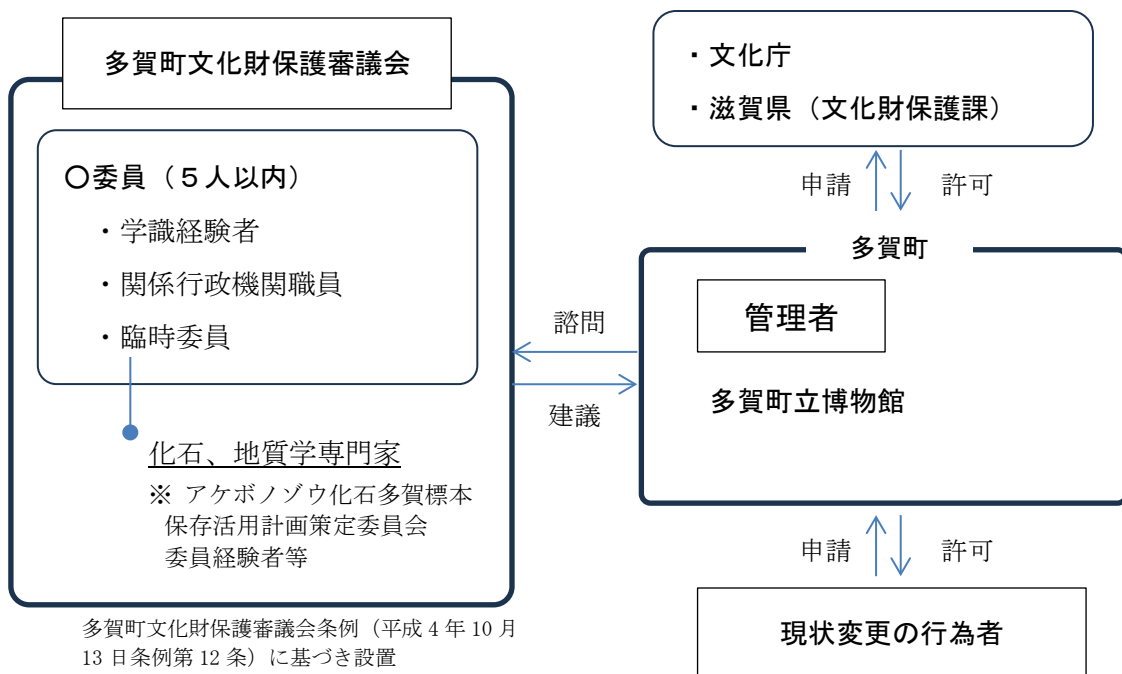 多賀町文化財保護審議会
〇委員（５人以内）
・学識経験者
・関係行政機関職員
・臨時委員
化石、地質学専門家
※ アケボノゾウ化石多賀標本
保存活用計画策定委員会
委員経験者等
多賀町文化財保護審議会条例（平成 4 年 10 月
13 日条例第 12 条）に基づき設置
諮問
建議
・文化庁
・滋賀県（文化財保護課）
申請
許可
多賀町
管理者
多賀町立博物館
申請
許可
現状変更の行為者